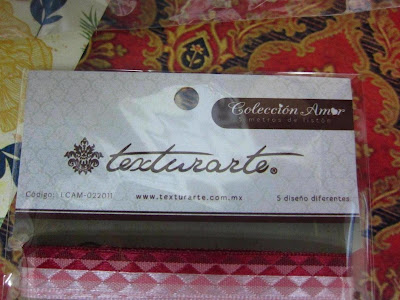 Colección Amor
metros de listón
texturarte®
Código: LCAM-022011
www.texturarte.com.mx
5 diseño diferentes